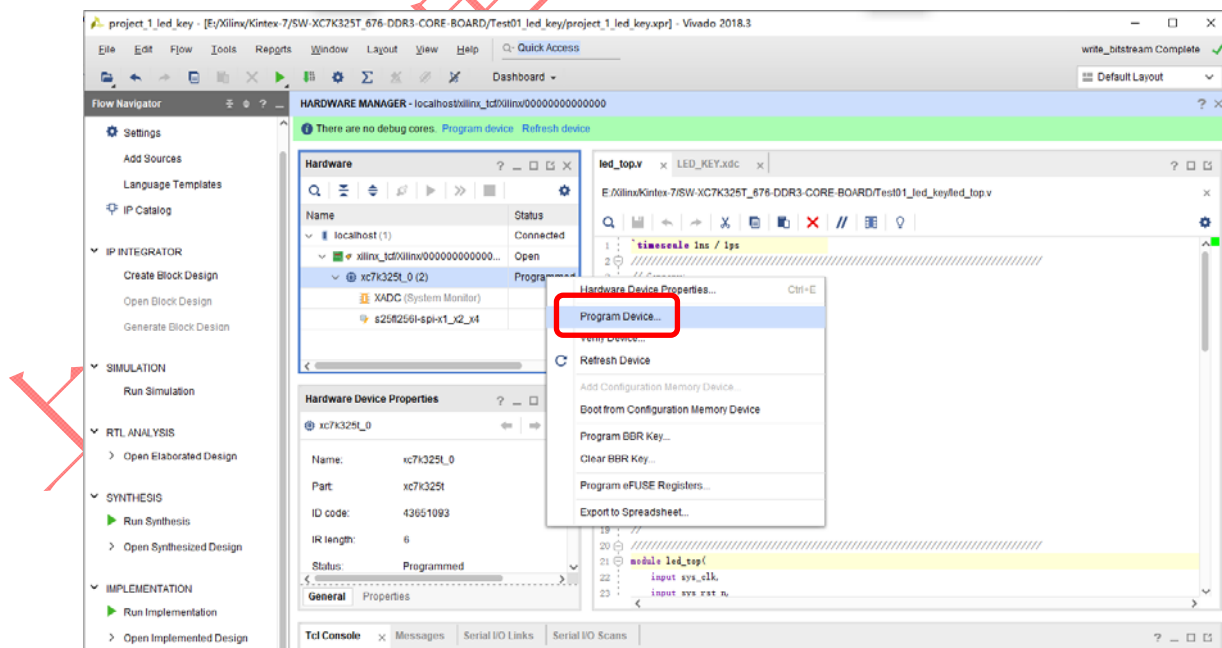 project_1_led_key - [E:/Xilinx/Kintex-7/SW-XC7K325T_676-DDR3-CORE-BOARD/Test01_led_key/project_1_led_key.xpr] - Vivado 2018.3
File Edit Flow Tools Reports Window Layout View Help Quick Access
write_bitstream Complete
Dashboard
Default Layout
Flow Navigator
HARDWARE MANAGER - localhost/xilinx_tcf/Xilinx/00000000000000
There are no debug cores. Program device Refresh device
Settings
Add Sources
Language Templates
IP Catalog
IP INTEGRATOR
Create Block Design
Open Block Design
Generate Block Design
SIMULATION
Run Simulation
RTL ANALYSIS
Open Elaborated Design
SYNTHESIS
Run Synthesis
Open Synthesized Design
IMPLEMENTATION
Run Implementation
Open Implemented Design
Hardware
Name Status
localhost (1) Connected
xilinx_tcf/Xilinx/000000000000... Open
xc7k325t_0 (2) Programmed
XADC (System Monitor)
s25fl256l-spi-x1_x2_x4
Hardware Device Properties
xc7k325t_0
Name: xc7k325t_0
Part: xc7k325t
ID code: 43651093
IR length: 6
Status: Programmed
General Properties
led_top.v LED_KEY.xdc
E:/Xilinx/Kintex-7/SW-XC7K325T_676-DDR3-CORE-BOARD/Test01_led_key/led_top.v
1 `timescale 1ns / 1ps
2 //////////////////////////////////////////////////////////////////////////////////
Hardware Device Properties... Ctrl+E
Program Device...
Verify Device...
Refresh Device
Add Configuration Memory Device...
Boot from Configuration Memory Device
Program BBR Key...
Clear BBR Key...
Program eFUSE Registers...
Export to Spreadsheet...
19 //
20 //////////////////////////////////////////////////////////////////////////////////
21 module led_top(
22 input sys_clk,
23 input sys_rst_n,
Tcl Console Messages Serial I/O Links Serial I/O Scans